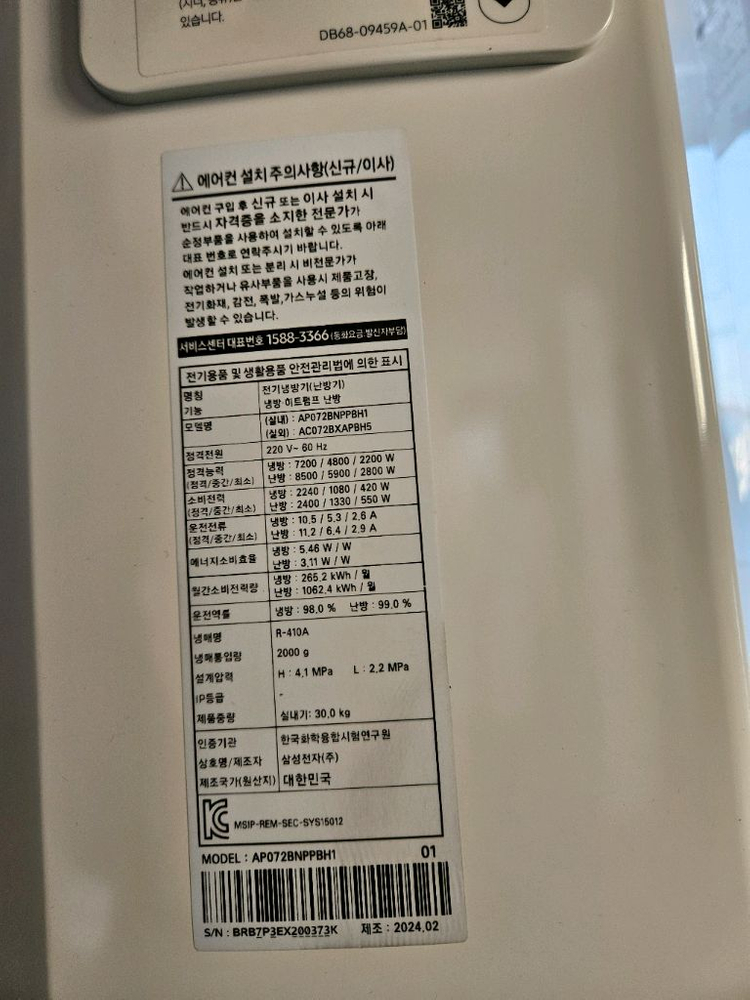 있습니다.
DB68-09459A-01
에어컨 설치 주의사항(신규/이사)
에어컨 구입 후 신규 또는 이사 설치 시
반드시 자격증을 소지한 전문가가
순정부품을 사용하여 설치할 수 있도록 아래
대표 번호로 연락주시기 바랍니다.
에어컨 설치 또는 분리 시 비전문가가
작업하거나 유사부품을 사용시 제품고장,
전기화재, 감전, 폭발,가스누설 등의 위험이
발생할 수 있습니다.
서비스센터 대표번호 1588-3366 (통화요금:발신자부담)
전기용품 및 생활용품 안전관리법에 의한 표시
명칭 전기냉방기(난방기)
기능 냉방·히트펌프 난방
모델명 (실내) : AP072BNPPBH1
(실외) : AC072BXAPBH5
정격전원 220 V~ 60 Hz
정격능력 냉방 : 7200 / 4800 / 2200 W
(정격/중간/최소) 난방 : 8500 / 5900 / 2800 W
소비전력 냉방 : 2240 / 1080 / 420 W
(정격/중간/최소) 난방 : 2400 / 1330 / 550 W
운전전류 냉방 : 10.5 / 5.3 / 2.6 A
(정격/중간/최소) 난방 : 11.2 / 6.4 / 2.9 A
에너지소비효율 냉방 : 5.46 W / W
난방 : 3.11 W / W
월간소비전력량 냉방 : 265.2 kWh / 월
난방 : 1062.4 kWh / 월
운전역률 냉방 : 98.0 % 난방 : 99.0 %
냉매명 R-410A
냉매봉입량 2000 g
설계압력 H : 4.1 MPa L : 2.2 MPa
IP등급 -
제품중량 실내기: 30.0 kg
인증기관 한국화학융합시험연구원
상호명/제조자 삼성전자(주)
제조국가(원산지) 대한민국
MSIP-REM-SEC-SYS15012
MODEL : AP072BNPPBH1 01
S/N : BRB7P3EX200373K 제조 : 2024.02